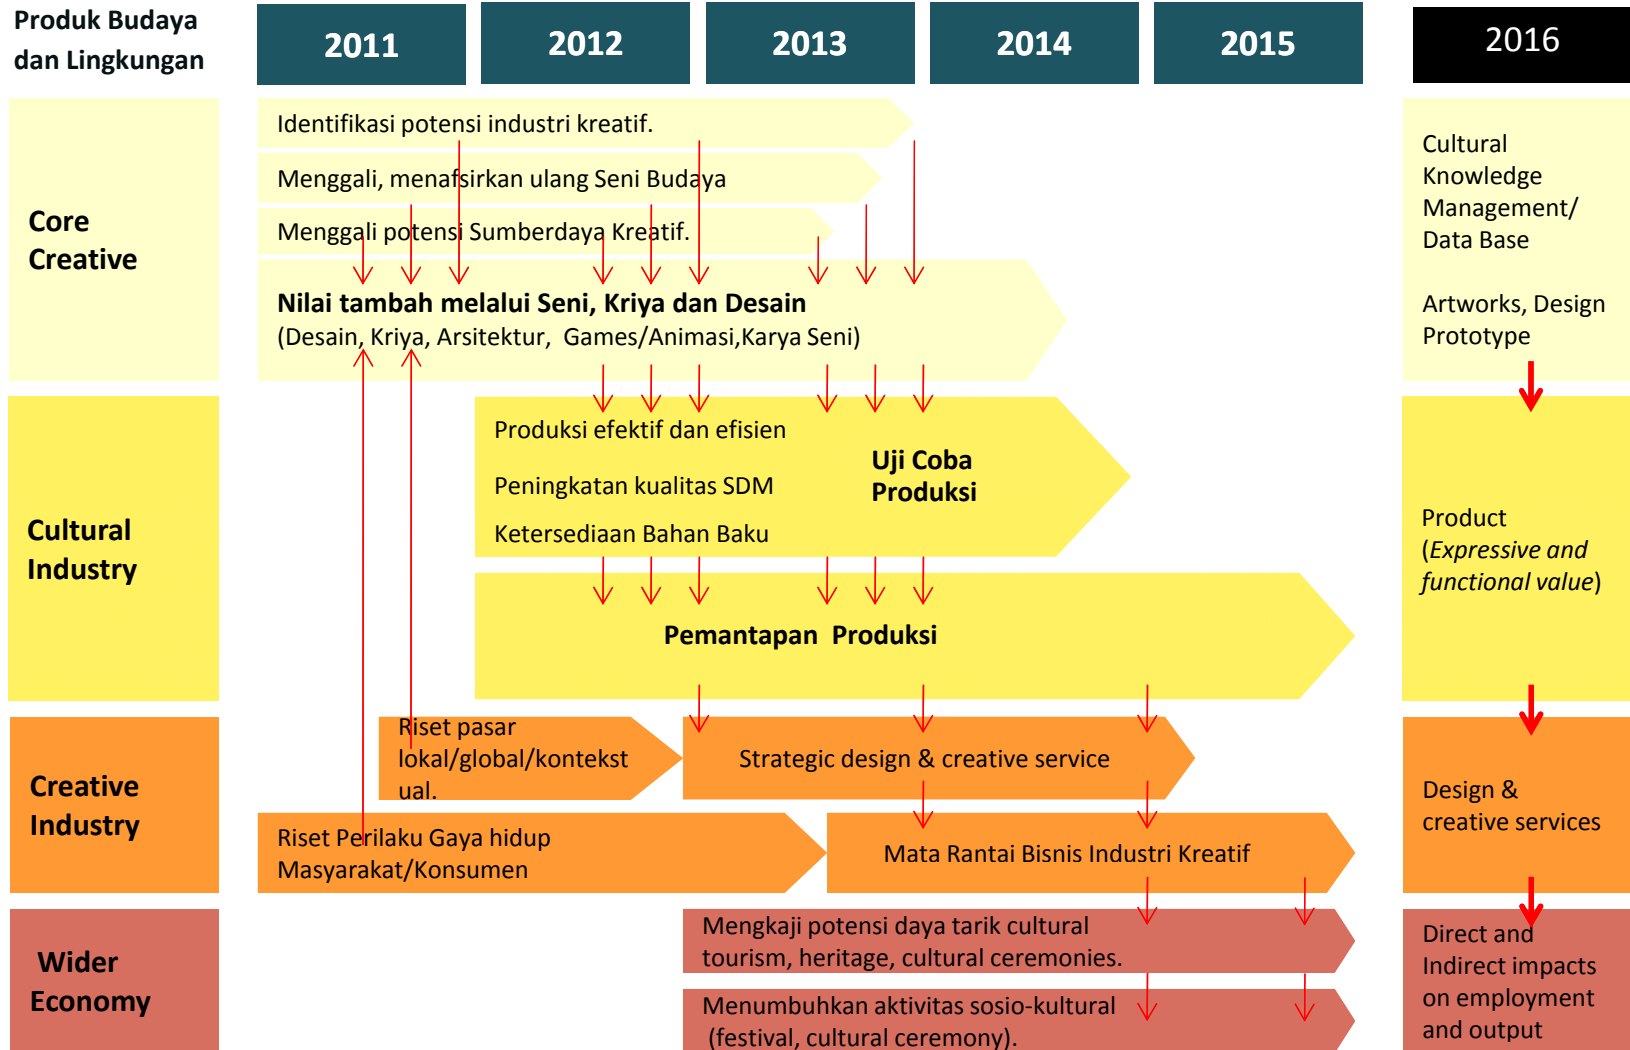 Produk Budaya
dan Lingkungan
2011
2012
2013
2014
2015
2016
Core
Creative
Identifikasi potensi industri kreatif.
Menggali, menafsirkan ulang Seni Budaya
Menggali potensi Sumberdaya Kreatif.
Nilai tambah melalui Seni, Kriya dan Desain
(Desain, Kriya, Arsitektur, Games/Animasi,Karya Seni)
Cultural
Knowledge
Management/
Data Base
Artworks, Design
Prototype
Cultural
Industry
Produksi efektif dan efisien
Peningkatan kualitas SDM
Ketersediaan Bahan Baku
Uji Coba
Produksi
Pemantapan Produksi
Product
(Expressive and
functional value)
Creative
Industry
Riset pasar
lokal/global/kontekst
ual.
Strategic design & creative service
Riset Perilaku Gaya hidup
Masyarakat/Konsumen
Mata Rantai Bisnis Industri Kreatif
Design &
creative services
Wider
Economy
Mengkaji potensi daya tarik cultural
tourism, heritage, cultural ceremonies.
Menumbuhkan aktivitas sosio-kultural
(festival, cultural ceremony).
Direct and
Indirect impacts
on employment
and output